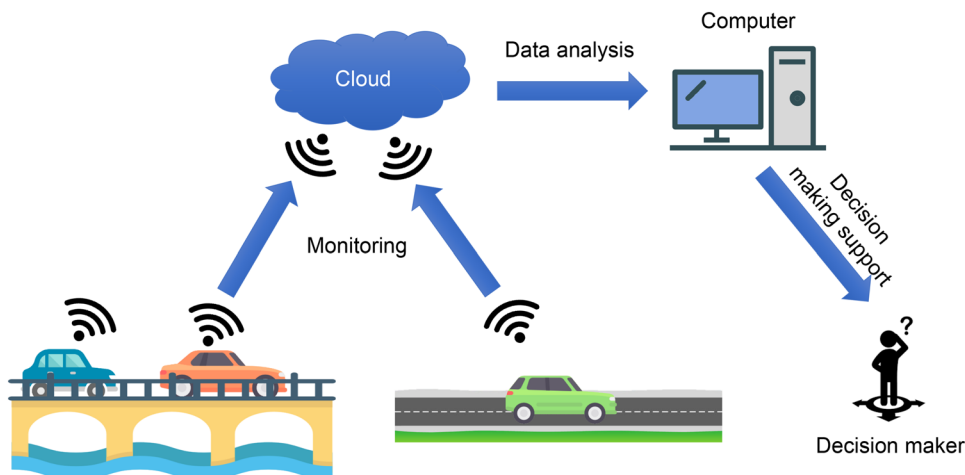 Computer
Data analysis
Cloud
Monitoring
Decision
making support
?
Decision maker